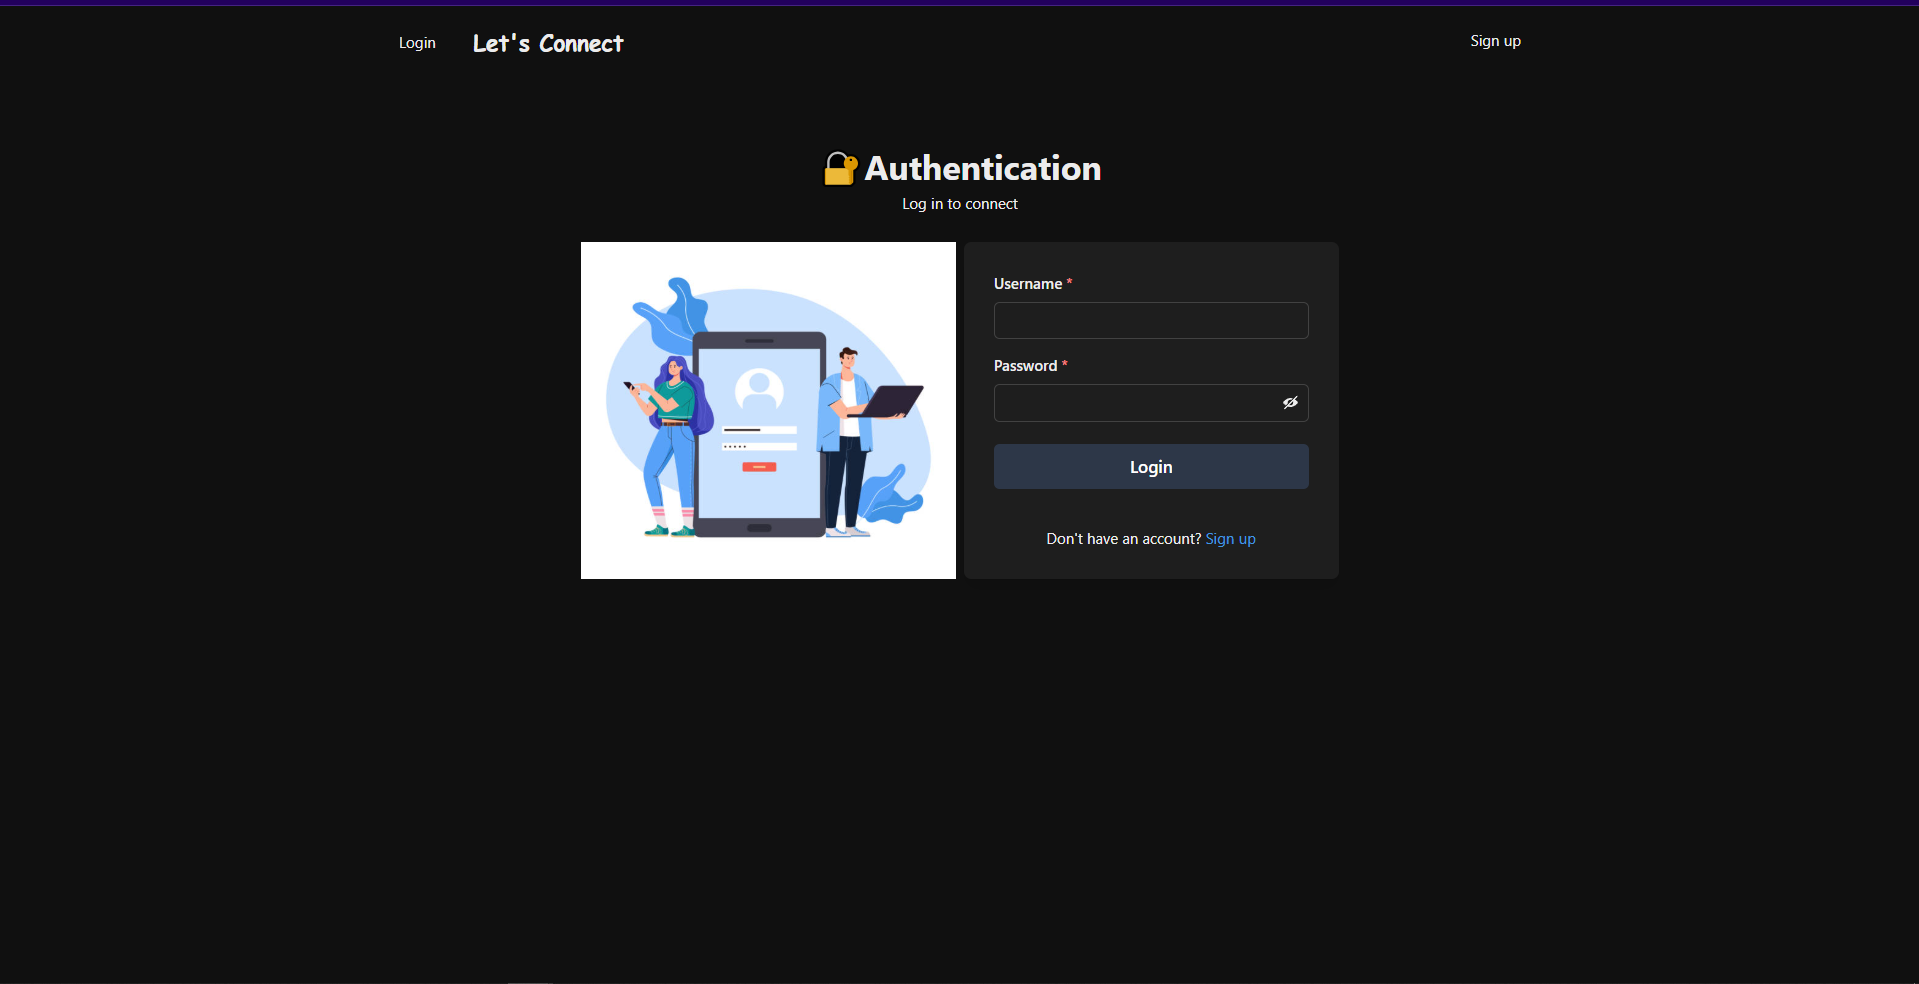 Login
Let's Connect
Sign up
🔐 Authentication
Log in to connect
Username *
Password *
Login
Don't have an account? Sign up